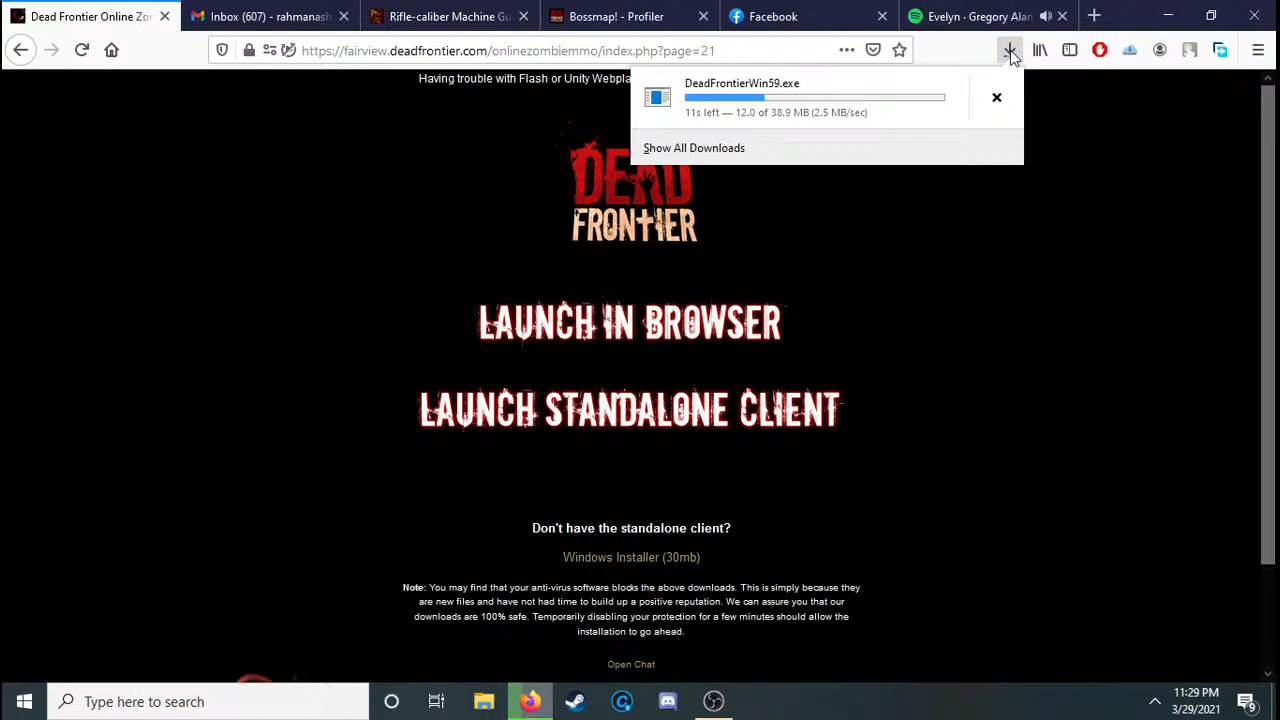 Dead Frontier Online Zon
Inbox (607) - rahmanash
Rifle-caliber Machine Gu
Bossmap! - Profiler
Facebook
Evelyn · Gregory Alan
https://fairview.deadfrontier.com/onlinezombiemmo/index.php?page=21
Having trouble with Flash or Unity Webpla
DeadFrontierWin59.exe
11s left — 12.0 of 38.9 MB (2.5 MB/sec)
Show All Downloads
DEAD
FRONTIER
LAUNCH IN BROWSER
LAUNCH STANDALONE CLIENT
Don't have the standalone client?
Windows Installer (30mb)
Note: You may find that your anti-virus software blocks the above downloads. This is simply because they
are new files and have not had time to build up a positive reputation. We can assure you that our
downloads are 100% safe. Temporarily disabling your protection for a few minutes should allow the
installation to go ahead.
Open Chat
Type here to search
11:29 PM
3/29/2021
9